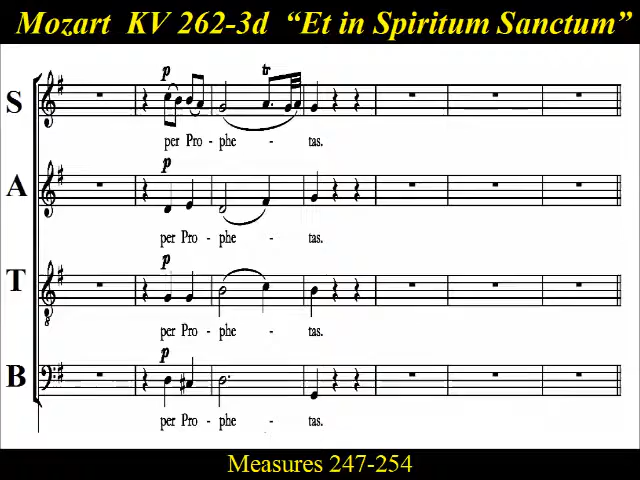 Mozart KV 262-3d “Et in Spiritum Sanctum”
S
p
tr
per Pro - phe - tas.
A
p
per Pro - phe - tas.
T
p
per Pro - phe - tas.
B
p
per Pro - phe - tas.
Measures 247-254